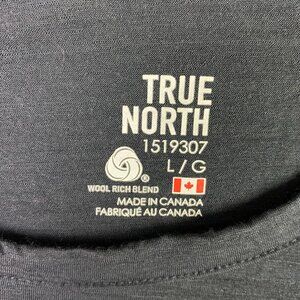 TRUE
NORTH
1519307
L / G
WOOL RICH BLEND ®
MADE IN CANADA
FABRIQUÉ AU CANADA